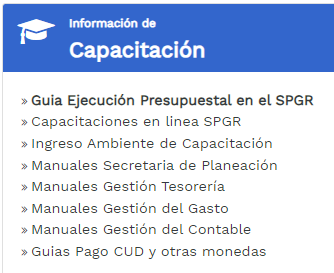 Información de
Capacitación
» Guia Ejecución Presupuestal en el SPGR
» Capacitaciones en linea SPGR
» Ingreso Ambiente de Capacitación
» Manuales Secretaria de Planeación
» Manuales Gestión Tesorería
» Manuales Gestión del Gasto
» Manuales Gestión del Contable
» Guias Pago CUD y otras monedas